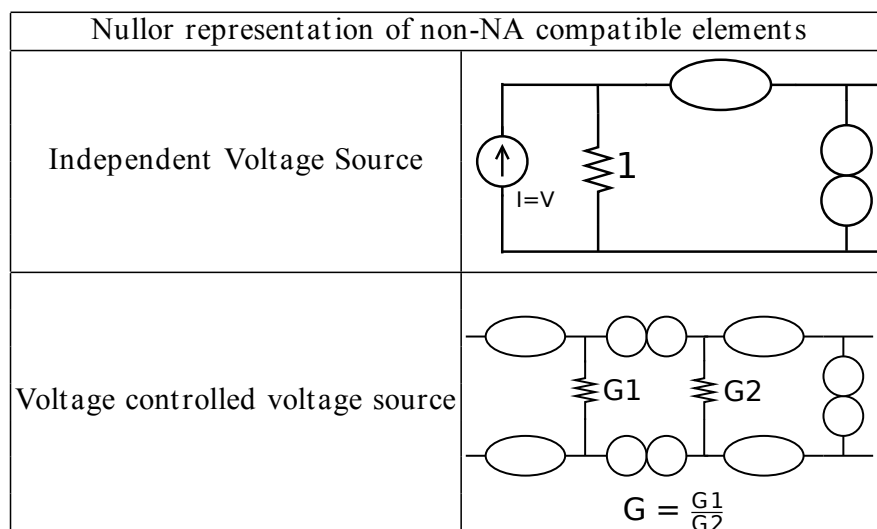 Nullor representation of non-NA compatible elements
Independent Voltage Source
I=V
1
Voltage controlled voltage source
G1
G2
G = G1/G2